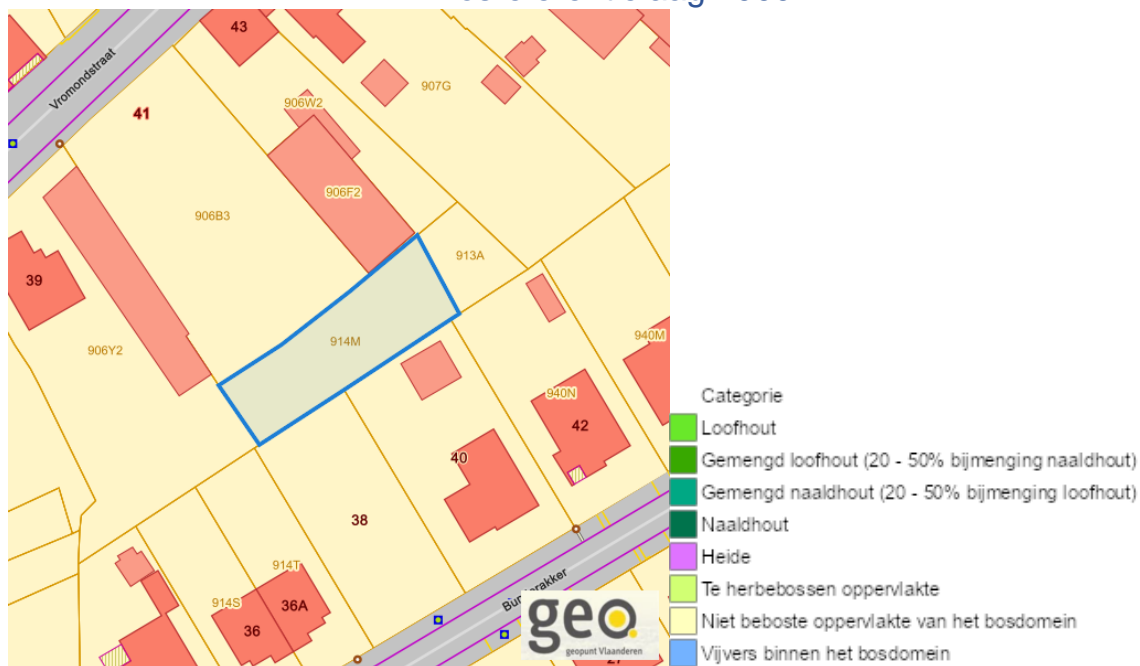 43
Vromondstraat
41
906W2
907G
906F2
906B3
913A
39
914M
906Y2
940M
940N
42
40
38
914T
914S
36A
36
geo
geopunt Vlaanderen
Categorie
Loofhout
Gemengd loofhout (20 - 50% bijmenging naaldhout)
Gemengd naaldhout (20 - 50% bijmenging loofhout)
Naaldhout
Heide
Te herbebossen oppervlakte
Niet beboste oppervlakte van het bosdomein
Vijvers binnen het bosdomein